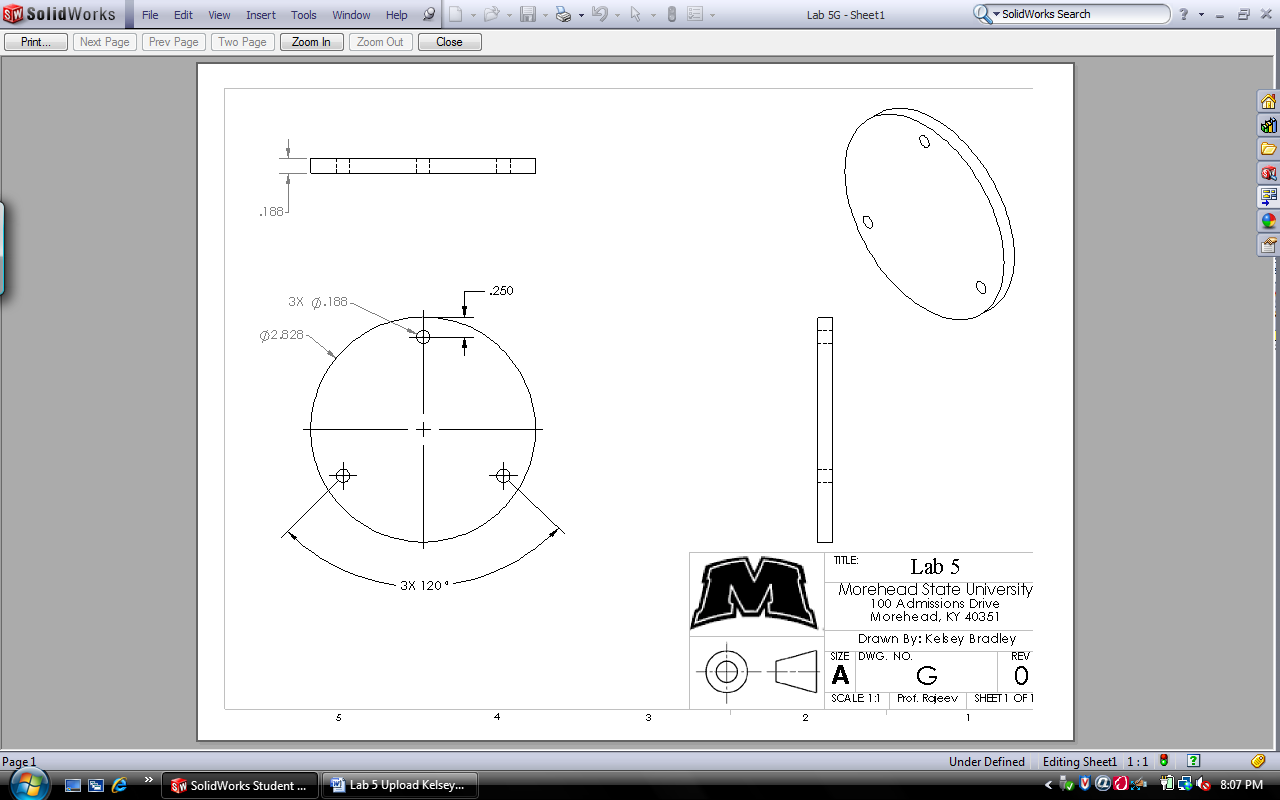 SolidWorks File Edit View Insert Tools Window Help Lab 5G - Sheet1 SolidWorks Search ?
Print... Next Page Prev Page Two Page Zoom In Zoom Out Close
.188
3X Ø.188
.250
Ø2.828
3X 120°
TITLE:
Lab 5
Morehead State University
100 Admissions Drive
Morehead, KY 40351
Drawn By: Kelsey Bradley
SIZE DWG. NO. REV
A G 0
SCALE 1:1 Prof. Rajeev SHEET 1 OF 1
5 4 3 2 1
Page 1 Under Defined Editing Sheet1 1 : 1 ?
SolidWorks Student ... Lab 5 Upload Kelsey... 8:07 PM